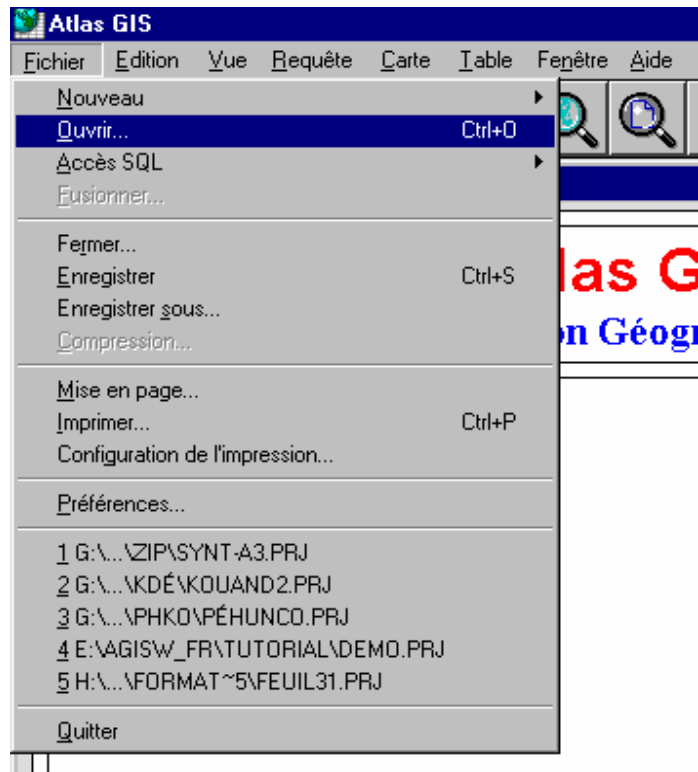 Atlas GIS
Fichier Edition Vue Requête Carte Table Fenêtre Aide
Nouveau
Ouvrir... Ctrl+O
Accès SQL
Fusionner...
Fermer...
Enregistrer Ctrl+S
Enregistrer sous...
Compression...
Mise en page...
Imprimer... Ctrl+P
Configuration de l'impression...
Préférences...
1 G:\...\ZIP\SYNT-A3.PRJ
2 G:\...\KDÉ\KOUAND2.PRJ
3 G:\...\PHKO\PÉHUNCO.PRJ
4 E:\AGISW_FR\TUTORIAL\DEMO.PRJ
5 H:\...\FORMAT~5\FEUIL31.PRJ
Quitter
las G
n Géog